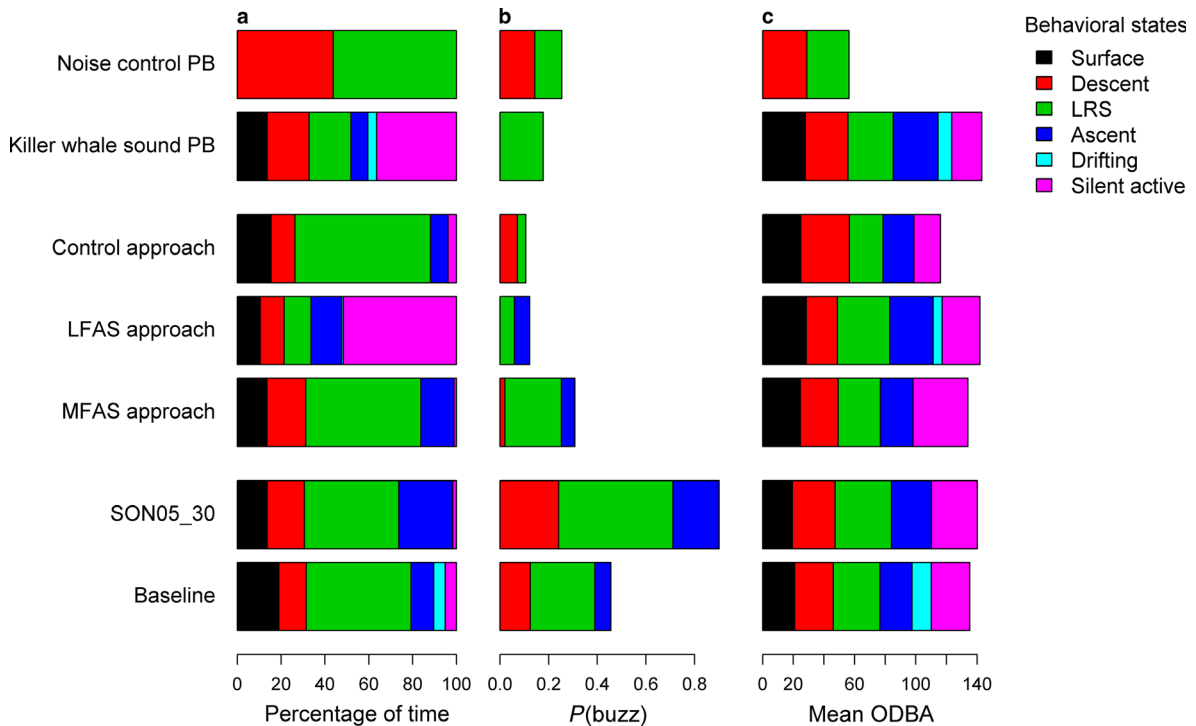 a
b
c
Behavioral states
Surface
Descent
LRS
Ascent
Drifting
Silent active
Noise control PB
Killer whale sound PB
Control approach
LFAS approach
MFAS approach
SON05_30
Baseline
0 20 40 60 80 100
0.0 0.2 0.4 0.6 0.8
0 20 60 100 140
Percentage of time
P(buzz)
Mean ODBA